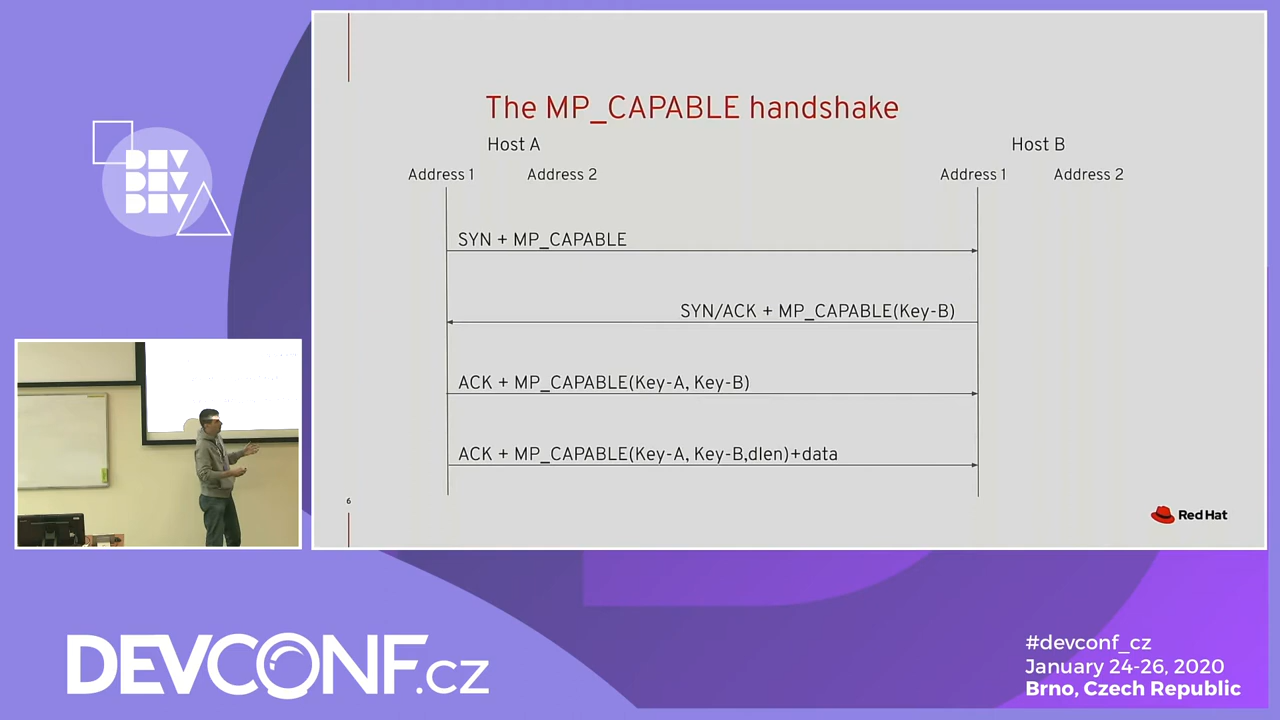 DEV
DEV
DEV
The MP_CAPABLE handshake
Host A
Host B
Address 1
Address 2
Address 1
Address 2
SYN + MP_CAPABLE
SYN/ACK + MP_CAPABLE(Key-B)
ACK + MP_CAPABLE(Key-A, Key-B)
ACK + MP_CAPABLE(Key-A, Key-B,dlen)+data
6
Red Hat
DEVCONF.cz
#devconf_cz
January 24-26, 2020
Brno, Czech Republic